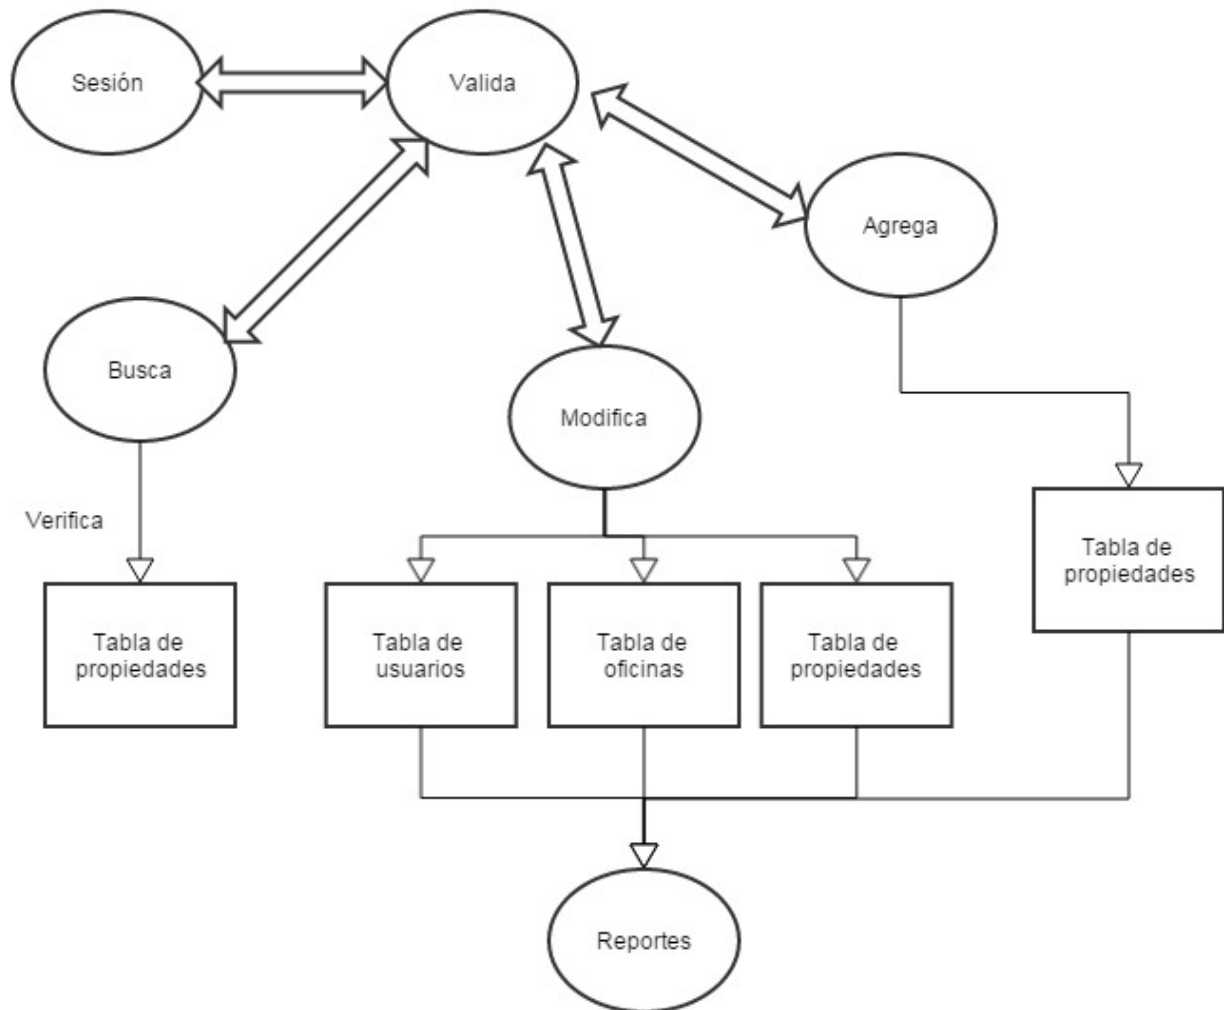 Sesión
Valida
Agrega
Busca
Modifica
Verifica
Tabla de
propiedades
Tabla de
propiedades
Tabla de
usuarios
Tabla de
oficinas
Tabla de
propiedades
Reportes